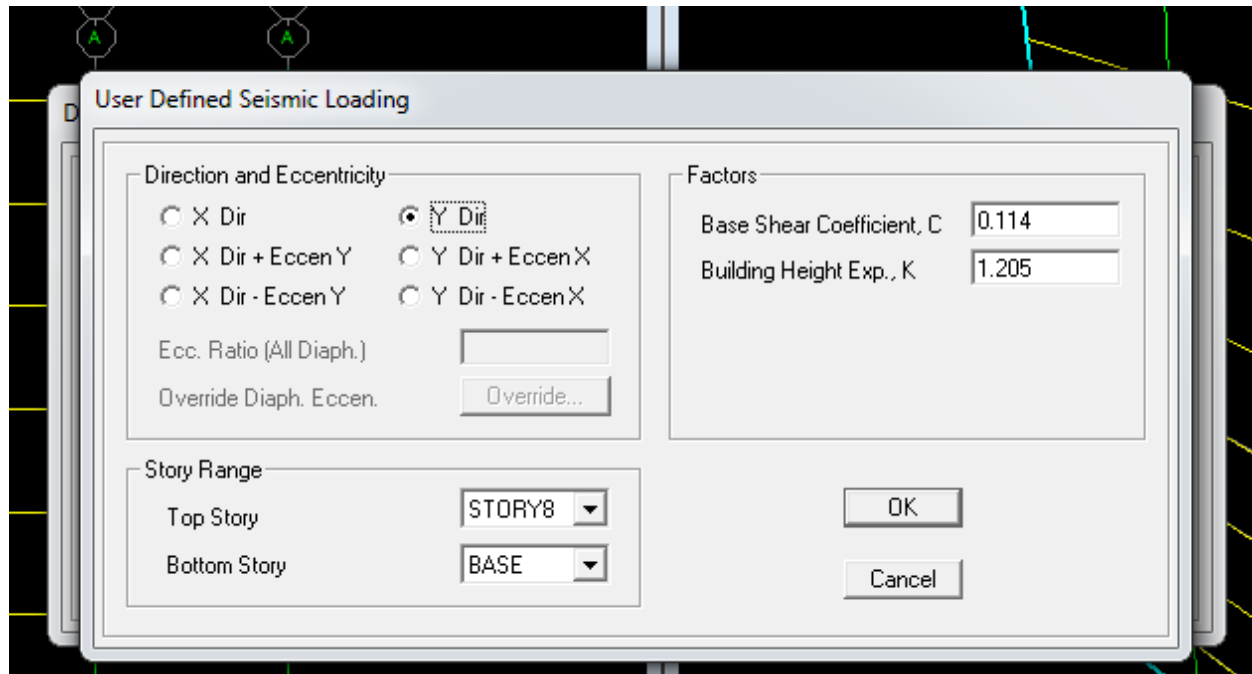 A
A
D
User Defined Seismic Loading
Direction and Eccentricity
X Dir
Y Dir
X Dir + Eccen Y
Y Dir + Eccen X
X Dir - Eccen Y
Y Dir - Eccen X
Ecc. Ratio (All Diaph.)
Override Diaph. Eccen.
Override...
Factors
Base Shear Coefficient, C
0.114
Building Height Exp., K
1.205
Story Range
Top Story
STORY8
Bottom Story
BASE
OK
Cancel